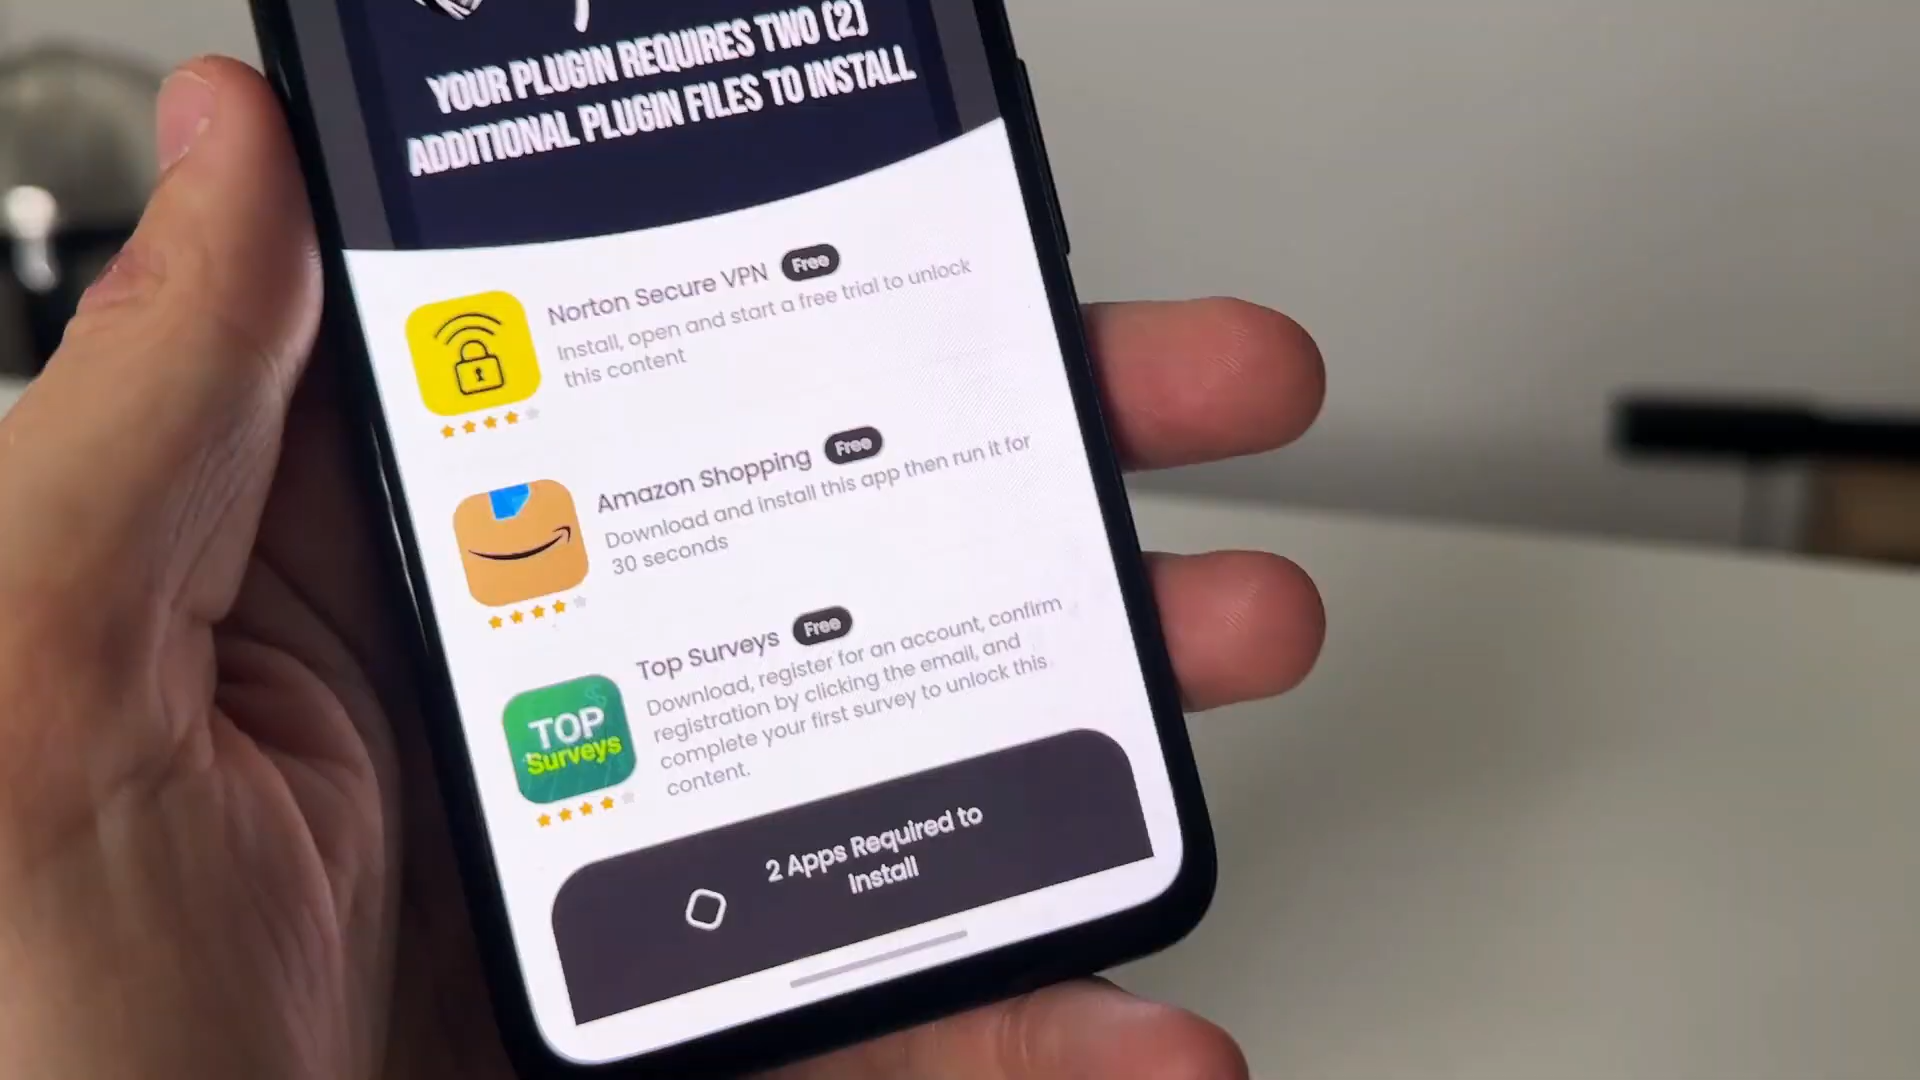 YOUR PLUGIN REQUIRES TWO (2)
ADDITIONAL PLUGIN FILES TO INSTALL
Norton Secure VPN Free
Install, open and start a free trial to unlock
this content
Amazon Shopping Free
Download and install this app then run it for
30 seconds
Top Surveys Free
Download, register for an account, confirm
registration by clicking the email, and
complete your first survey to unlock this
content.
TOP
Surveys
2 Apps Required to
Install